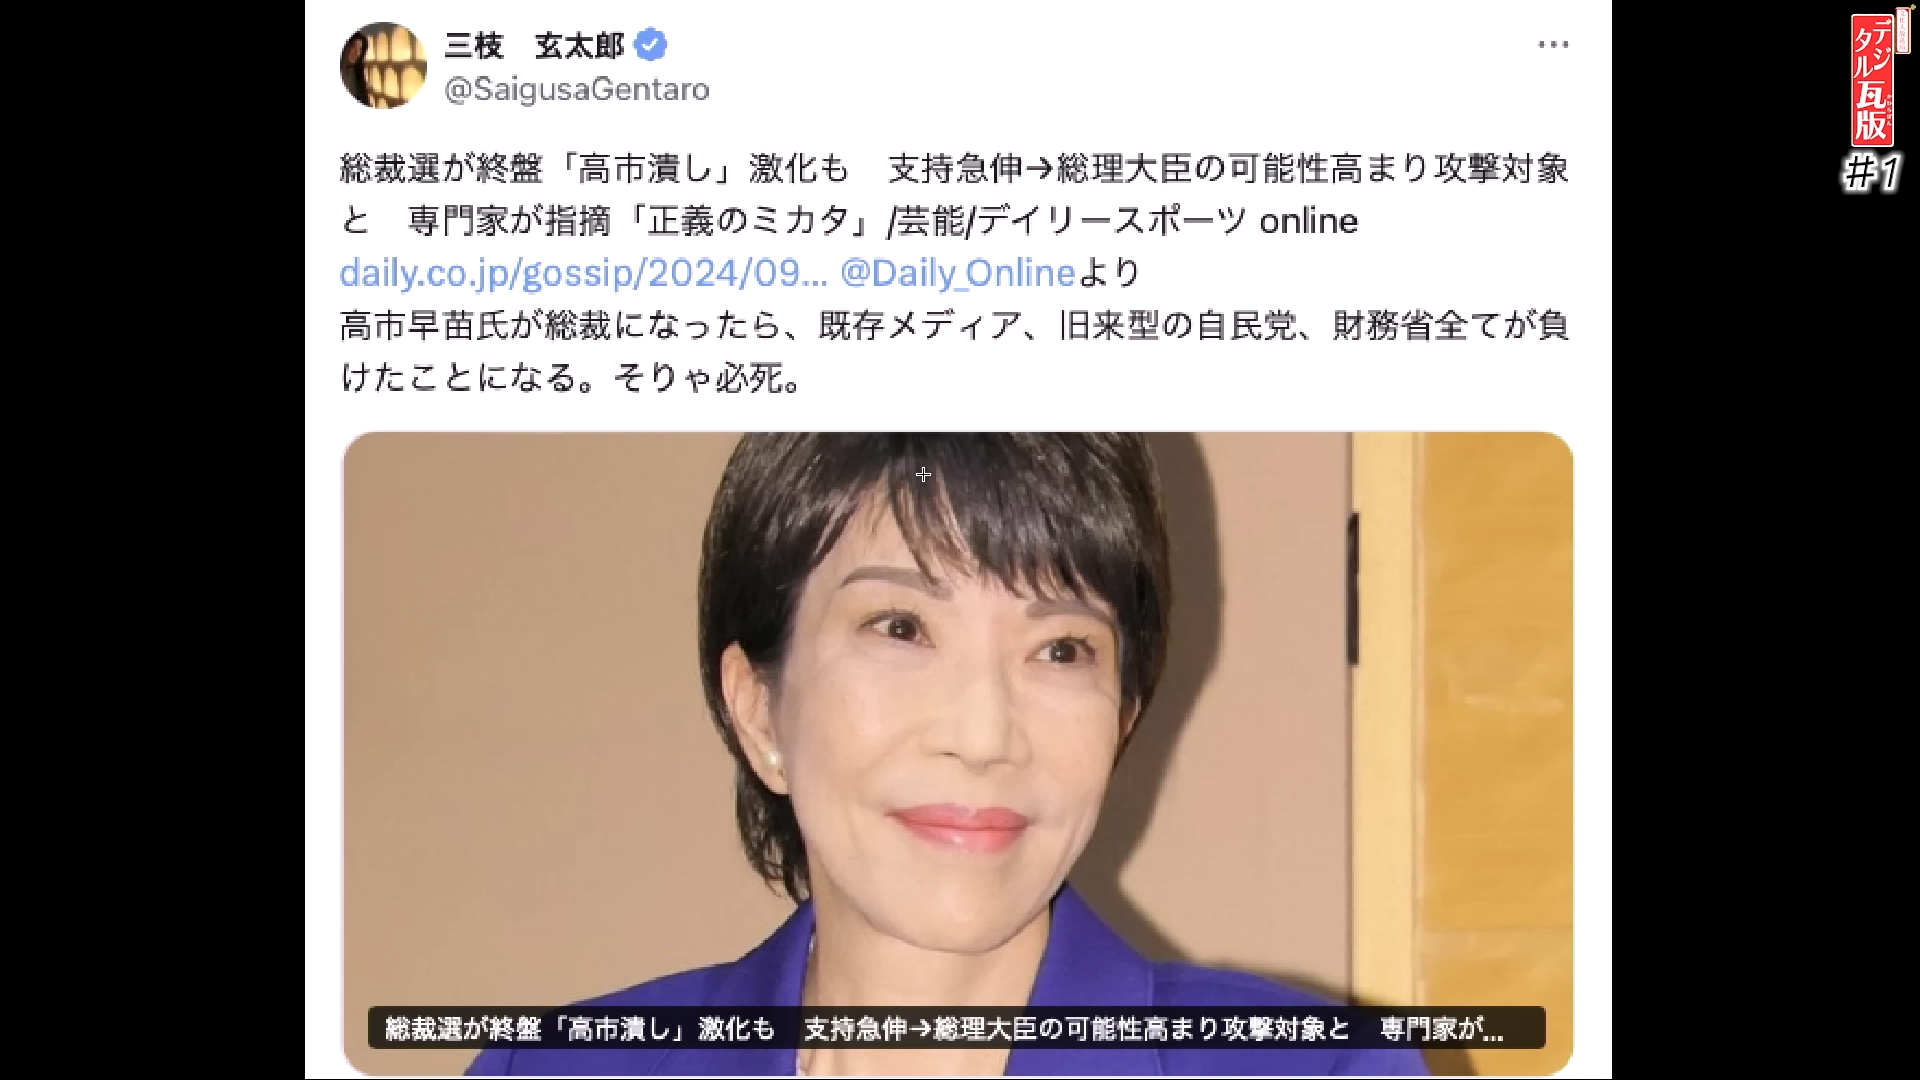 三枝　玄太郎
@SaigusaGentaro
総裁選が終盤「高市潰し」激化も　支持急伸→総理大臣の可能性高まり攻撃対象
と　専門家が指摘「正義のミカタ」/芸能/デイリースポーツ online
daily.co.jp/gossip/2024/09… @Daily_Onlineより
高市早苗氏が総裁になったら、既存メディア、旧来型の自民党、財務省全てが負
けたことになる。そりゃ必死。
総裁選が終盤「高市潰し」激化も　支持急伸→総理大臣の可能性高まり攻撃対象と　専門家が...
デジタル瓦版
#1